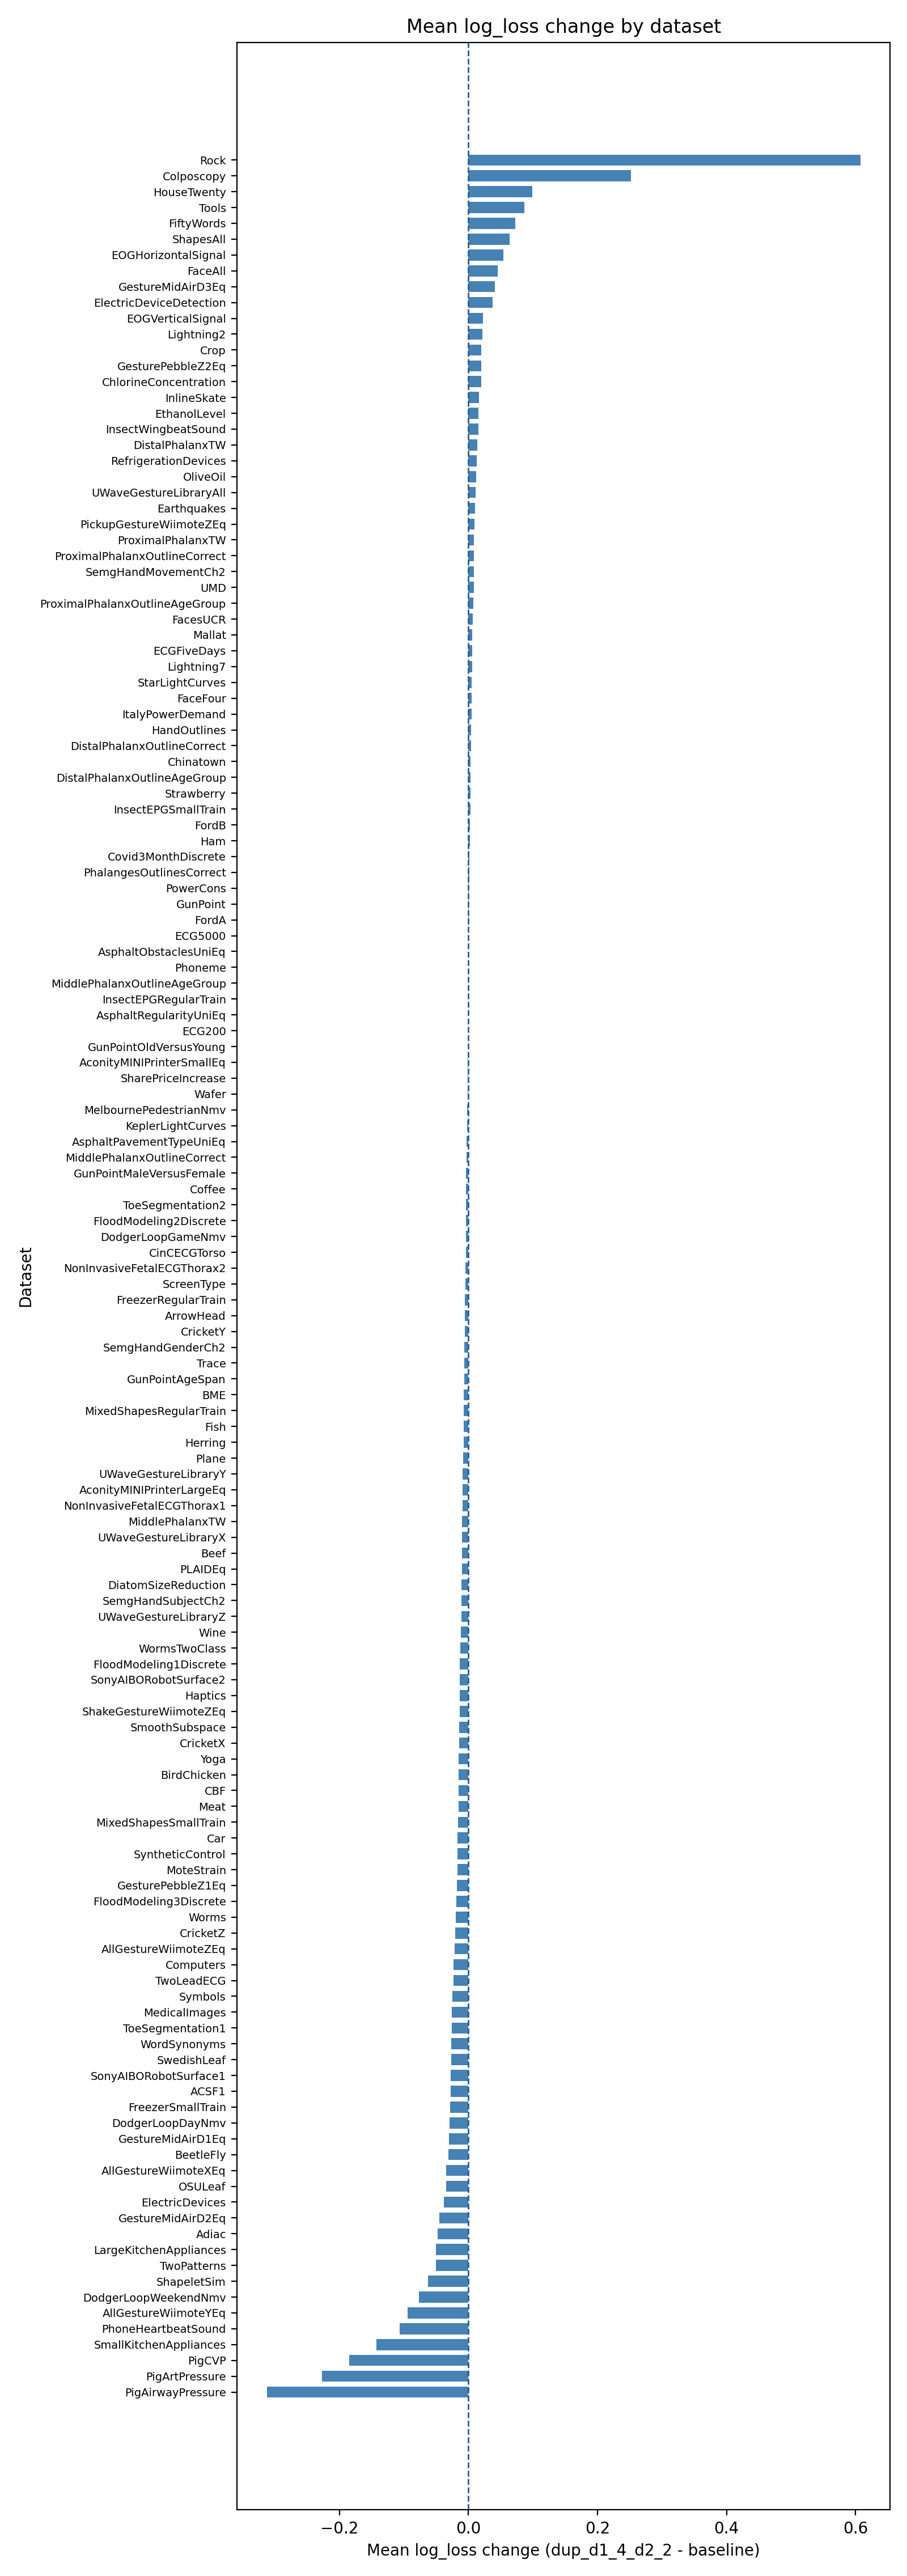 Mean log_loss change by dataset
Rock
Colposcopy
HouseTwenty
Tools
FiftyWords
ShapesAll
EOGHorizontalSignal
FaceAll
GestureMidAirD3Eq
ElectricDeviceDetection
EOGVerticalSignal
Lightning2
Crop
GesturePebbleZ2Eq
ChlorineConcentration
InlineSkate
EthanolLevel
InsectWingbeatSound
DistalPhalanxTW
RefrigerationDevices
OliveOil
UWaveGestureLibraryAll
Earthquakes
PickupGestureWiimoteZEq
ProximalPhalanxTW
ProximalPhalanxOutlineCorrect
SemgHandMovementCh2
UMD
ProximalPhalanxOutlineAgeGroup
FacesUCR
Mallat
ECGFiveDays
Lightning7
StarLightCurves
FaceFour
ItalyPowerDemand
HandOutlines
DistalPhalanxOutlineCorrect
Chinatown
DistalPhalanxOutlineAgeGroup
Strawberry
InsectEPGSmallTrain
FordB
Ham
Covid3MonthDiscrete
PhalangesOutlinesCorrect
PowerCons
GunPoint
FordA
ECG5000
AsphaltObstaclesUniEq
Phoneme
MiddlePhalanxOutlineAgeGroup
InsectEPGRegularTrain
AsphaltRegularityUniEq
ECG200
GunPointOldVersusYoung
AconityMINIPrinterSmallEq
SharePriceIncrease
Wafer
MelbournePedestrianNmv
KeplerLightCurves
AsphaltPavementTypeUniEq
MiddlePhalanxOutlineCorrect
GunPointMaleVersusFemale
Coffee
ToeSegmentation2
FloodModeling2Discrete
DodgerLoopGameNmv
CinCECGTorso
NonInvasiveFetalECGThorax2
ScreenType
FreezerRegularTrain
ArrowHead
CricketY
SemgHandGenderCh2
Trace
GunPointAgeSpan
BME
MixedShapesRegularTrain
Fish
Herring
Plane
UWaveGestureLibraryY
AconityMINIPrinterLargeEq
NonInvasiveFetalECGThorax1
MiddlePhalanxTW
UWaveGestureLibraryX
Beef
PLAIDEq
DiatomSizeReduction
SemgHandSubjectCh2
UWaveGestureLibraryZ
Wine
WormsTwoClass
FloodModeling1Discrete
SonyAIBORobotSurface2
Haptics
ShakeGestureWiimoteZEq
SmoothSubspace
CricketX
Yoga
BirdChicken
CBF
Meat
MixedShapesSmallTrain
Car
SyntheticControl
MoteStrain
GesturePebbleZ1Eq
FloodModeling3Discrete
Worms
CricketZ
AllGestureWiimoteZEq
Computers
TwoLeadECG
Symbols
MedicalImages
ToeSegmentation1
WordSynonyms
SwedishLeaf
SonyAIBORobotSurface1
ACSF1
FreezerSmallTrain
DodgerLoopDayNmv
GestureMidAirD1Eq
BeetleFly
AllGestureWiimoteXEq
OSULeaf
ElectricDevices
GestureMidAirD2Eq
Adiac
LargeKitchenAppliances
TwoPatterns
ShapeletSim
DodgerLoopWeekendNmv
AllGestureWiimoteYEq
PhoneHeartbeatSound
SmallKitchenAppliances
PigCVP
PigArtPressure
PigAirwayPressure
Dataset
−0.2 0.0 0.2 0.4 0.6
Mean log_loss change (dup_d1_4_d2_2 - baseline)